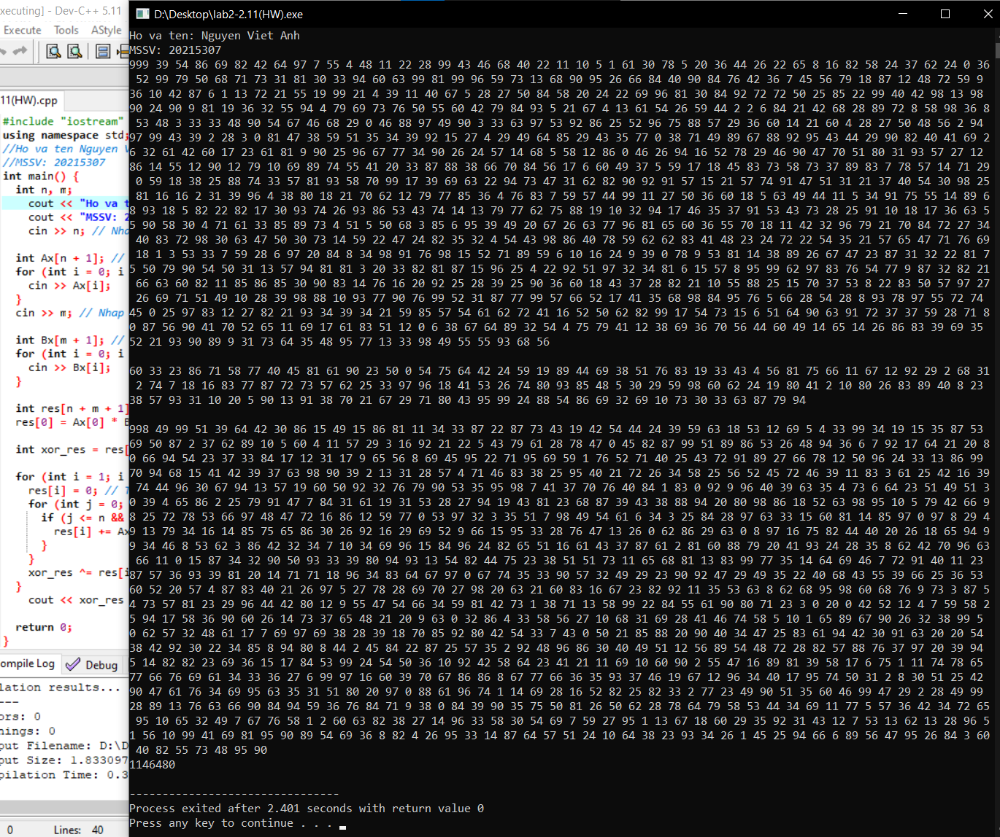 xecuting] - Dev-C++ 5.11
Execute Tools AStyle
11(HW).cpp
#include "iostream"
using namespace std;
//Ho va ten Nguyen V
//MSSV: 20215307
int main() {
int n, m;
cout << "Ho va t
cout << "MSSV: 2
cin >> n; // Nha
int Ax[n + 1]; //
for (int i = 0; i
cin >> Ax[i];
}
cin >> m; // Nhap
int Bx[m + 1]; //
for (int i = 0; i
cin >> Bx[i];
}
int res[n + m + 1]
res[0] = Ax[0] * B
int xor_res = res[
for (int i = 1; i
res[i] = 0; // T
for (int j = 0;
if (j <= n &&
res[i] += Ax
}
}
xor_res ^= res[i
}
cout << xor_res
return 0;
}
ompile Log Debug
lation results...
---
ors: 0
nings: 0
put Filename: D:\D
put Size: 1.833097
pilation Time: 0.3
0 Lines: 40
D:\Desktop\lab2-2.11(HW).exe
Ho va ten: Nguyen Viet Anh
MSSV: 20215307
999 39 54 86 69 82 42 64 97 7 55 4 48 11 22 28 99 43 46 68 40 22 11 10 5 1 61 30 78 5 20 36 44 26 22 65 8 16 82 58 24 37 62 24 0 36
52 99 79 50 68 71 73 31 81 30 33 94 60 63 99 81 99 96 59 73 13 68 90 95 26 66 84 40 90 84 76 42 36 7 45 56 79 18 87 12 48 72 59 9
36 10 42 87 6 1 13 72 21 55 19 99 21 4 39 11 40 67 5 28 27 50 84 58 20 24 22 69 96 81 30 84 92 72 72 50 25 85 22 99 40 42 98 13 98
90 24 90 9 81 19 36 32 55 94 4 79 69 73 76 50 55 60 42 79 84 93 5 21 67 4 13 61 54 26 59 44 2 2 6 84 21 42 68 28 89 72 8 58 98 36 8
53 48 3 33 33 48 90 54 67 46 68 29 0 46 88 97 49 90 3 33 63 97 53 92 86 25 52 96 75 88 57 29 36 60 14 21 60 4 28 27 50 48 56 2 94
97 99 43 39 2 28 3 0 81 47 38 59 51 35 34 39 92 15 27 4 29 49 64 85 29 43 35 77 0 38 71 49 89 67 88 92 95 43 44 29 90 82 40 41 69 2
6 32 61 42 60 17 23 61 81 9 90 25 96 67 77 34 90 26 24 57 14 68 5 58 12 86 0 46 26 94 16 52 78 29 46 90 47 70 51 80 31 93 57 27 12
86 14 55 12 90 12 79 10 69 89 74 55 41 20 33 87 88 38 66 70 84 56 17 6 49 37 5 59 17 18 45 83 73 58 73 37 89 83 7 78 57 14 71 29
0 59 18 38 25 88 74 33 57 81 93 58 70 99 17 39 69 63 22 94 73 47 31 62 82 90 92 91 57 15 21 57 74 91 47 51 31 21 37 40 54 30 98 25
81 16 16 2 31 39 96 4 38 80 18 21 70 62 12 79 77 85 36 4 76 83 7 59 57 44 99 11 27 50 36 60 18 5 63 49 44 11 5 34 91 75 55 14 89 6
8 93 18 5 82 22 82 17 30 93 74 26 93 86 53 43 74 14 13 79 77 62 75 88 19 10 32 94 17 46 35 37 91 53 43 73 28 25 91 10 18 17 36 63 5
5 90 58 30 4 71 61 33 85 89 73 4 51 5 50 68 3 85 6 95 39 49 20 67 26 63 77 96 81 65 60 36 55 70 18 11 42 32 96 79 21 70 84 72 27 34
40 83 72 98 30 63 47 50 30 73 14 59 22 47 24 82 35 32 4 54 43 98 86 40 78 59 62 62 83 41 48 23 24 72 22 54 35 21 57 65 47 71 76 69
18 1 3 53 33 7 59 28 6 97 20 84 8 34 98 91 76 98 15 52 71 89 59 6 10 16 24 9 39 0 78 9 53 81 14 38 89 26 67 47 23 87 31 32 22 81 7
5 50 79 90 54 50 31 13 57 94 81 81 3 20 33 82 81 87 15 96 25 4 22 92 51 97 32 34 81 6 15 57 8 95 99 62 97 83 76 54 77 9 87 32 82 21
66 63 60 82 11 85 86 85 30 90 83 14 76 16 20 92 25 28 39 25 90 36 60 18 43 37 28 82 21 10 55 88 25 15 70 37 53 8 22 83 50 57 97 27
26 69 71 51 49 10 28 39 98 88 10 93 77 90 76 99 52 31 87 77 99 57 66 52 17 41 35 68 98 84 95 76 5 66 28 54 28 8 93 78 97 55 72 74
45 0 25 97 83 12 27 82 21 93 34 39 34 21 59 85 57 54 61 62 72 41 16 52 50 62 82 99 17 54 73 15 6 51 64 90 63 91 72 37 37 59 28 71 8
0 87 56 90 41 70 52 65 11 69 17 61 83 51 12 0 6 38 67 64 89 32 54 4 75 79 41 12 38 69 36 70 56 44 60 49 14 65 14 26 86 83 39 69 35
52 21 93 90 89 9 31 73 64 35 48 95 77 13 33 98 49 55 55 93 68 56
60 33 23 86 71 58 77 40 45 81 61 90 23 50 0 54 75 64 42 24 59 19 89 44 69 38 51 76 83 19 33 43 4 56 81 75 66 11 67 12 92 29 2 68 31
2 74 7 18 16 83 77 87 72 73 57 62 25 33 97 96 18 41 53 26 74 80 93 85 48 5 30 29 59 98 60 62 24 19 80 41 2 10 80 26 83 89 40 8 23
38 57 93 31 10 20 5 90 13 91 38 70 21 67 29 71 80 43 95 99 24 88 54 86 69 32 69 10 73 30 33 63 87 79 94
998 49 99 51 39 64 42 30 86 15 49 15 86 81 11 34 33 87 22 87 73 43 19 42 54 44 24 39 59 63 18 53 12 69 5 4 33 99 34 19 15 35 87 53
69 50 87 2 37 62 89 10 5 60 4 11 57 29 3 16 92 21 22 5 43 79 61 28 78 47 0 45 82 87 99 51 89 86 53 26 48 94 36 6 7 92 17 64 21 20 8
0 66 94 54 23 37 33 84 17 12 31 17 9 65 56 8 69 45 95 22 71 95 69 59 1 76 52 71 40 25 43 72 91 89 27 66 78 12 50 96 24 33 13 86 99
70 94 68 15 41 42 39 37 63 98 90 39 2 13 31 28 57 4 71 46 83 38 25 95 40 21 72 26 34 58 25 56 52 45 72 46 39 11 83 3 61 25 42 16 39
74 44 96 30 67 94 13 57 19 60 50 92 32 76 79 90 53 35 95 98 7 41 37 70 76 40 84 1 83 0 92 9 96 40 39 63 35 4 73 6 64 23 51 49 51 3
0 39 4 65 86 2 25 79 91 47 7 84 31 61 19 31 53 28 27 94 19 43 81 23 68 87 39 43 38 88 94 20 80 98 86 18 52 63 98 95 10 5 79 42 66 9
8 25 72 78 53 66 97 48 47 72 16 86 12 59 77 0 53 97 32 3 35 51 7 98 49 54 61 6 34 3 25 84 28 97 63 33 15 60 81 14 85 97 0 97 8 29 4
9 13 79 34 16 14 85 75 65 86 30 26 92 16 29 69 52 9 66 15 95 33 28 76 47 13 26 0 62 86 29 63 0 8 97 16 75 82 44 40 20 26 18 65 94 9
9 34 46 8 53 62 3 86 42 32 34 7 10 34 69 96 15 84 96 24 82 65 51 16 61 43 37 87 61 2 81 60 88 79 20 41 93 24 28 35 8 62 42 70 96 63
66 11 0 15 87 34 32 90 50 93 33 39 80 94 93 13 54 82 44 75 23 38 51 51 73 11 65 68 81 13 83 99 77 35 14 64 69 46 7 72 91 40 11 23
87 57 36 93 39 81 20 14 71 71 18 96 34 83 64 67 97 0 67 74 35 33 90 57 32 49 29 23 90 92 47 29 49 35 22 40 68 43 55 39 66 25 36 53
60 52 20 57 4 87 83 40 21 26 97 5 27 78 28 69 70 27 98 20 63 21 60 83 16 67 23 82 92 11 35 53 63 8 62 68 95 98 60 68 76 9 73 3 87 5
4 73 57 81 23 29 96 44 42 80 12 9 55 47 54 66 34 59 81 42 73 1 38 71 13 58 99 22 84 55 61 90 80 71 23 3 0 20 0 42 52 12 4 7 59 58 2
5 94 17 58 36 90 60 26 14 73 37 65 48 21 20 9 63 0 32 86 4 33 58 56 27 10 68 31 69 28 41 46 74 58 5 10 1 65 89 67 90 26 32 38 99 5
0 62 57 32 48 61 17 7 69 97 69 38 28 39 18 70 85 92 80 42 54 33 7 43 0 50 21 85 88 20 90 40 34 47 25 83 61 94 42 30 91 63 20 20 54
38 42 92 30 22 34 85 8 94 80 8 44 2 45 84 22 87 25 57 35 2 92 48 96 86 30 40 49 51 12 56 89 54 48 72 28 82 57 88 76 37 97 20 39 94
5 14 82 82 23 69 36 15 17 84 53 99 24 54 50 36 10 92 42 58 64 23 41 21 11 69 10 60 90 2 55 47 16 89 81 39 58 17 6 75 1 11 74 78 65
77 66 76 69 61 34 33 36 27 6 99 97 16 60 39 70 67 86 86 8 67 77 66 36 35 93 37 46 19 67 12 96 34 40 17 95 74 50 31 2 8 30 51 25 42
90 47 61 76 34 69 95 63 35 31 51 80 20 97 0 88 61 96 74 1 14 69 28 16 52 82 25 82 33 2 77 23 49 90 51 35 60 46 99 47 29 2 28 49 99
28 89 13 76 63 66 90 84 94 59 36 76 84 71 9 38 0 84 39 90 35 75 50 81 26 50 62 28 78 64 79 58 53 44 34 69 11 77 5 57 36 42 34 72 65
95 10 65 32 49 7 67 76 58 1 2 60 63 82 38 27 14 96 33 58 30 54 69 7 59 27 95 1 13 67 18 60 29 35 92 31 43 12 7 53 13 62 13 28 96 5
1 56 10 99 41 69 81 95 90 89 54 69 36 8 82 4 26 95 33 14 87 64 57 51 24 10 64 38 23 93 34 26 1 45 25 94 66 6 89 56 47 95 26 84 3 60
40 82 55 73 48 95 90
1146480
--------------------------------
Process exited after 2.401 seconds with return value 0
Press any key to continue . . .